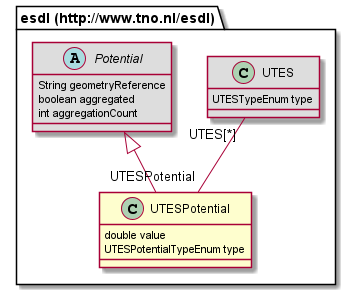 esdl (http://www.tno.nl/esdl)
A Potential
String geometryReference
boolean aggregated
int aggregationCount
C UTES
UTESTypeEnum type
UTES[*]
UTESPotential
C UTESPotential
double value
UTESPotentialTypeEnum type